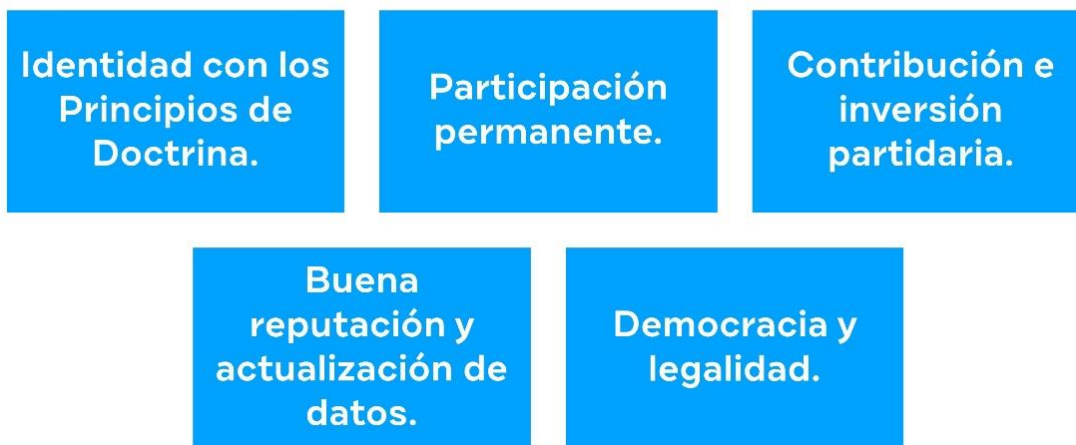 Identidad con los
Principios de
Doctrina.
Participación
permanente.
Contribución e
inversión
partidaria.
Buena
reputación y
actualización de
datos.
Democracia y
legalidad.